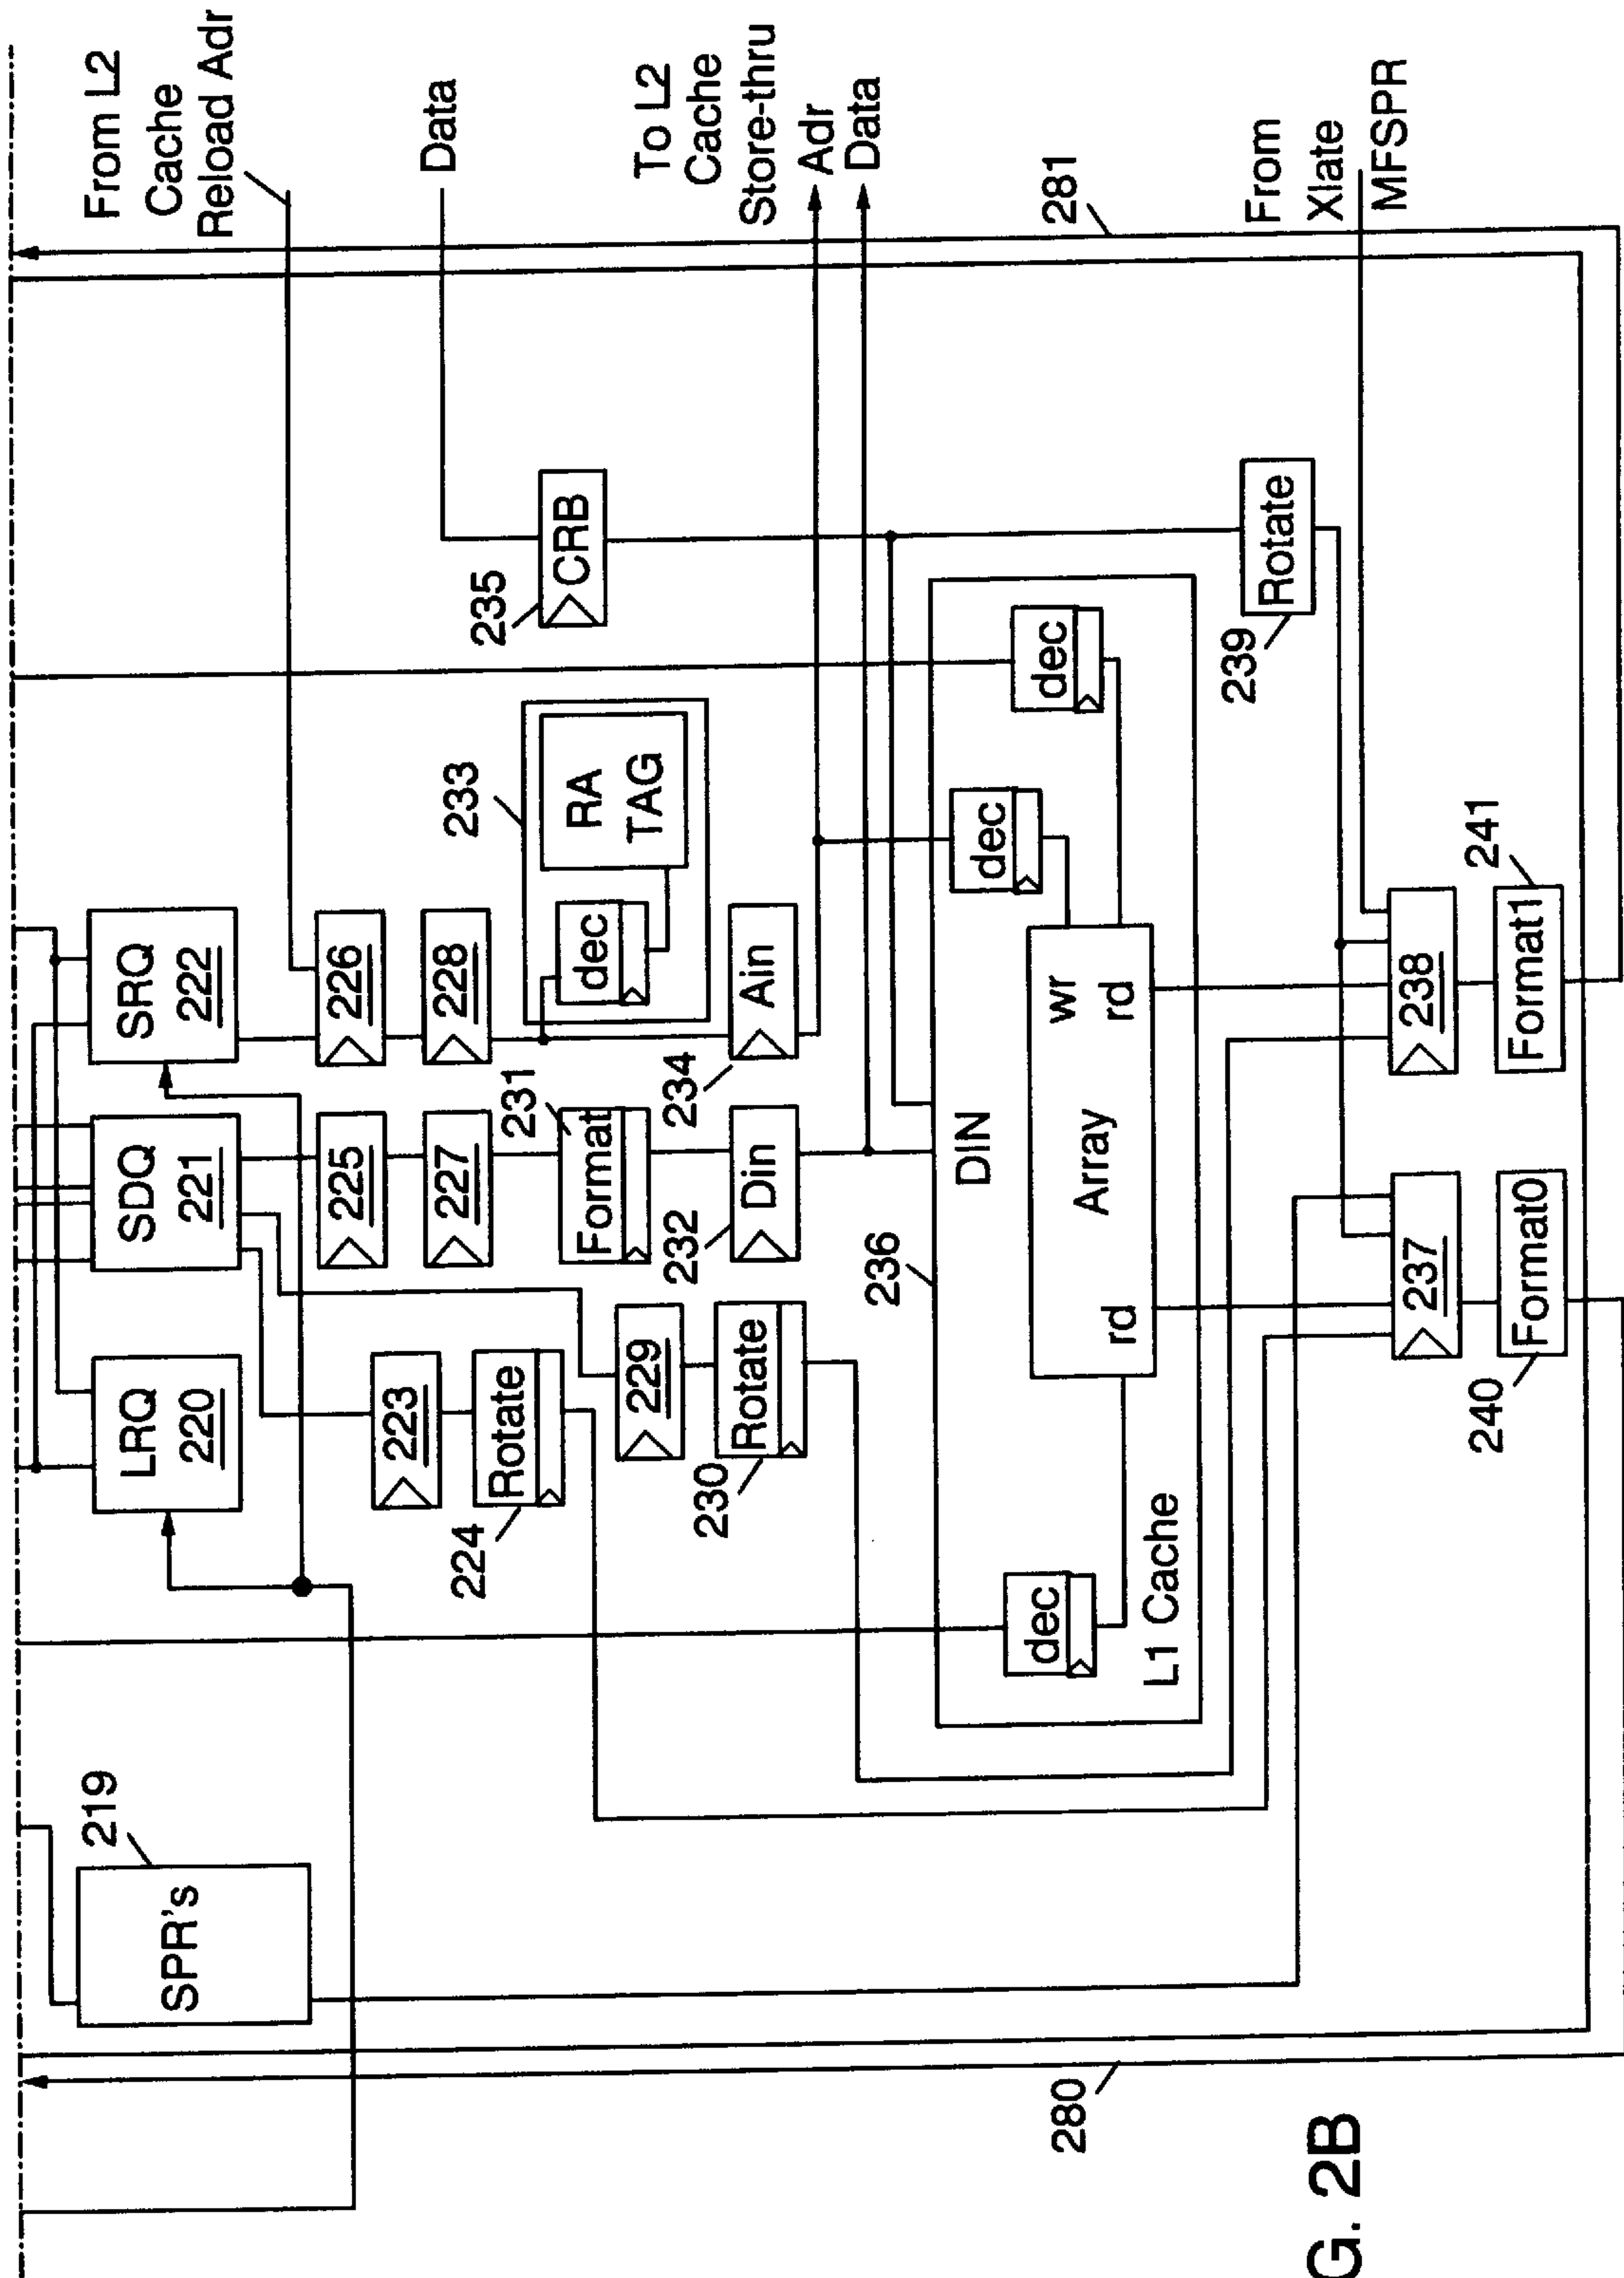 From L2
Cache
Reload Adr
Data
To L2
Cache
Store-thru
Adr
Data
281
From
Xlate
MFSPR
SRQ
222
226
228
233
RA
TAG
dec
Ain
234
235
CRB
SDQ
221
225
227
231
Format
232
Din
LRQ
220
223
Rotate
224
229
Rotate
230
219
SPR's
236
DIN
dec
dec
dec
Array
wr
rd
rd
L1 Cache
Rotate
239
238
241
Format1
237
Format0
240
280
G. 2B